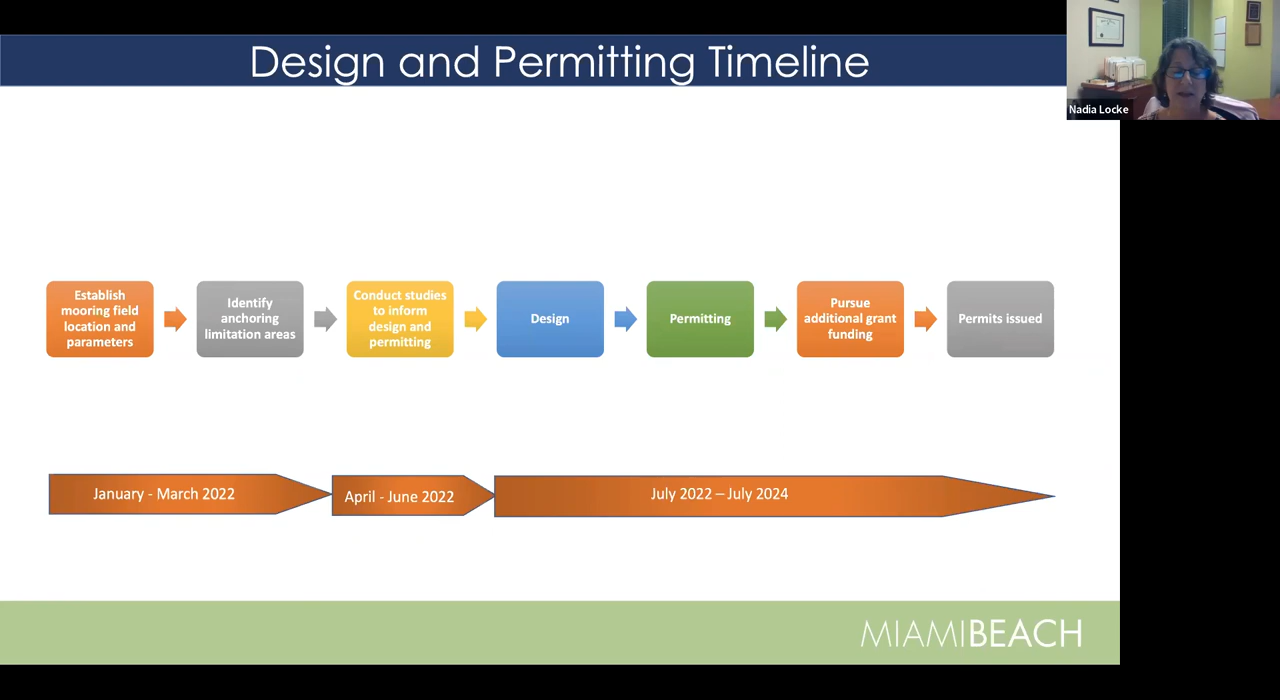 Design and Permitting Timeline
Nadia Locke
Establish
mooring field
location and
parameters
Identify
anchoring
limitation areas
Conduct studies
to inform
design and
permitting
Design
Permitting
Pursue
additional grant
funding
Permits issued
January - March 2022
April - June 2022
July 2022 – July 2024
MIAMIBEACH